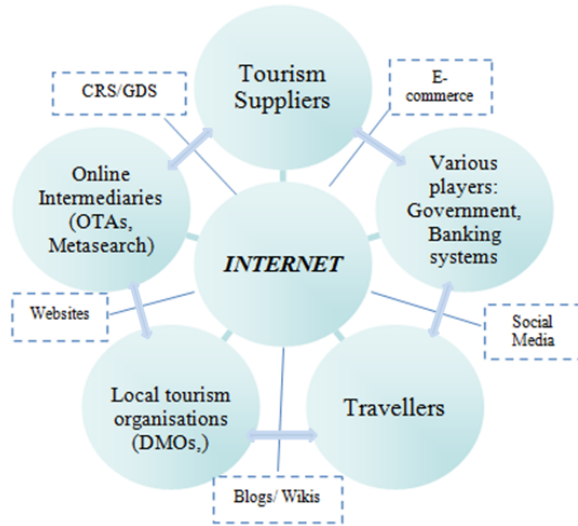 Tourism
Suppliers
CRS/GDS
E-
commerce
Online
Intermediaries
(OTAs,
Metasearch)
Various
players:
Government,
Banking
systems
INTERNET
Websites
Social
Media
Local tourism
organisations
(DMOs,)
Travellers
Blogs/ Wikis